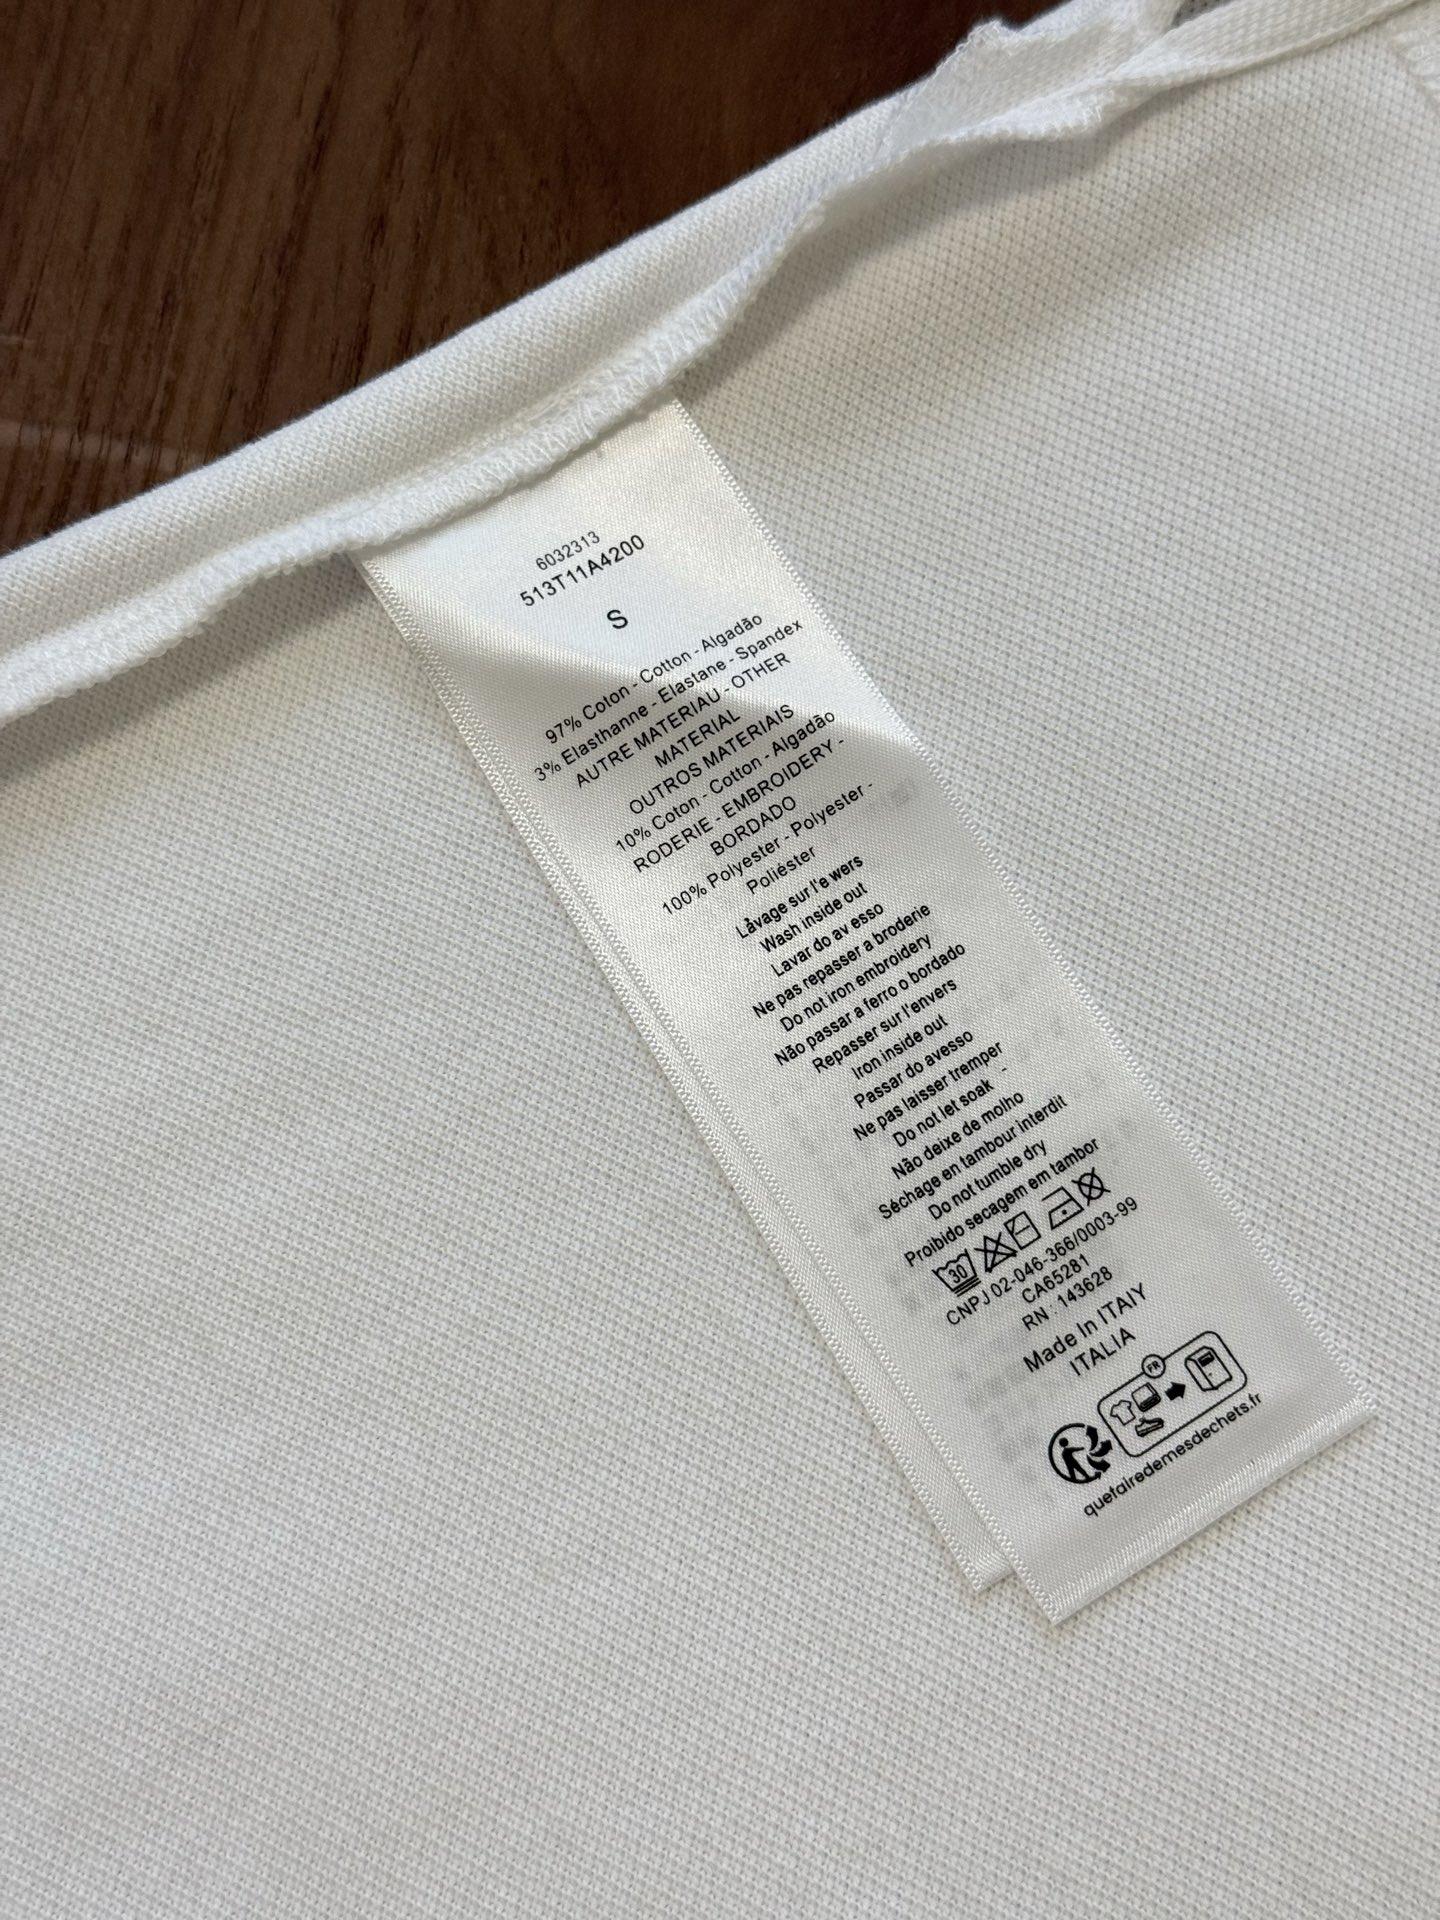 6032313
513T11A4200
S
97% Coton - Cotton - Algadão
3% Elasthanne - Elastane - Spandex
AUTRE MATERIAU - OTHER
MATERIAL
OUTROS MATERIAIS
10% Coton - Cotton - Algadão
RODERIE - EMBROIDERY -
BORDADO
100% Polyester - Polyester -
Poliéster
Låvage sur l'e wers
Wash inside out
Lavar do av esso
Ne pas repasser a broderie
Do not iron embroidery
Não passar a ferro o bordado
Repasser sur l'envers
Iron inside out
Passar do avesso
Ne pas laisser tremper
Do not let soak -
Não deixe de molho
Séchage en tambour interdit
Do not tumble dry
Proibido secagem em tambor
30
CNPJ 02-046-366/0003-99
CA65281
RN : 143628
Made In ITAIY
ITALIA
FR
quefairedemesdechets.fr